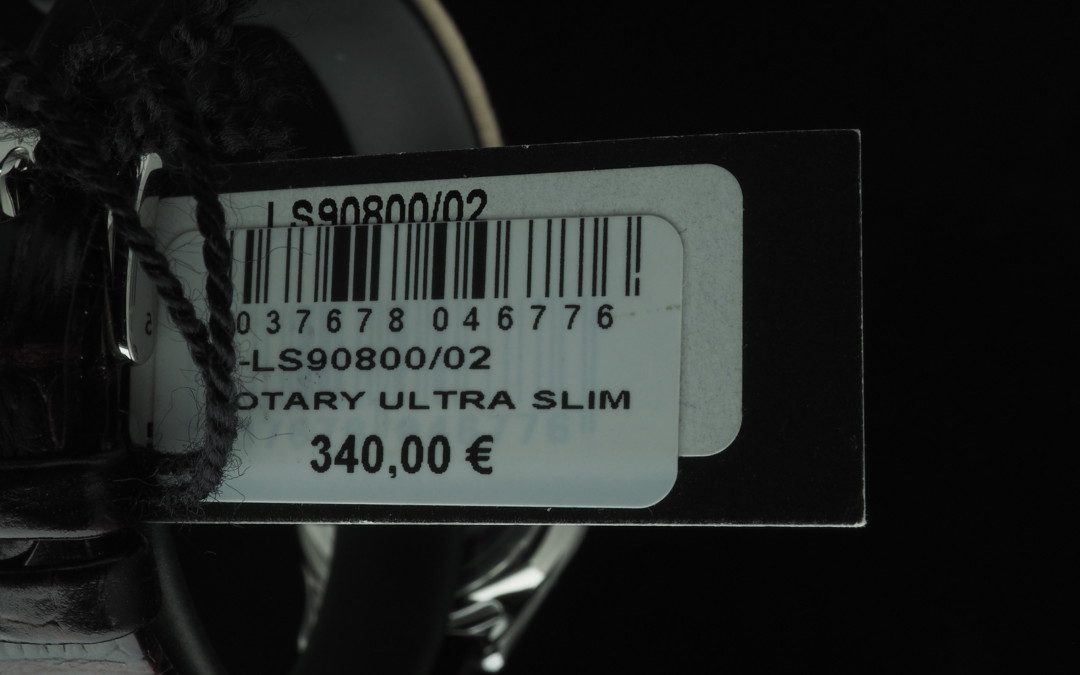 LS90800/02
037678 046776
-LS90800/02
OTARY ULTRA SLIM
340,00 €